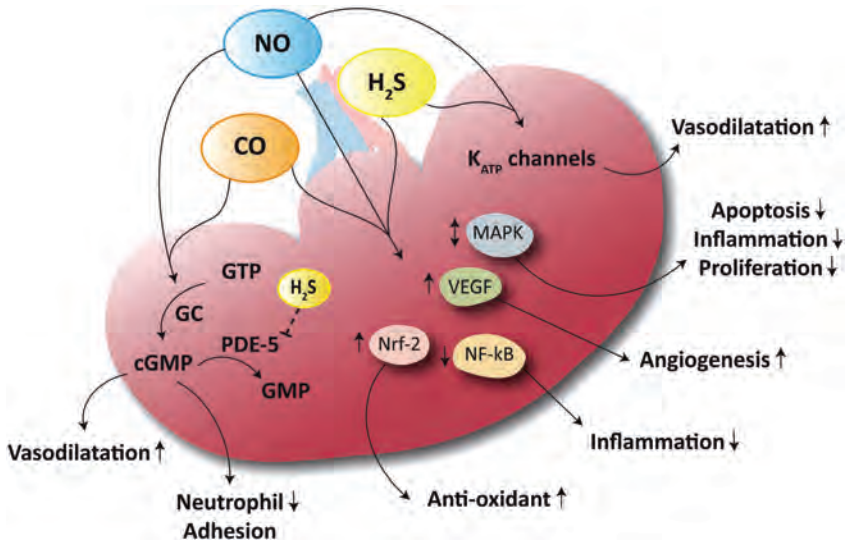 NO
H₂S
CO
K_ATP channels
Vasodilatation ↑
↑↓ MAPK
Apoptosis ↓
Inflammation ↓
Proliferation ↓
GTP
H₂S
↑ VEGF
GC
PDE-5
↑ Nrf-2
↓ NF-kB
cGMP
GMP
Angiogenesis ↑
Vasodilatation ↑
Inflammation ↓
Neutrophil ↓
Adhesion
Anti-oxidant ↑